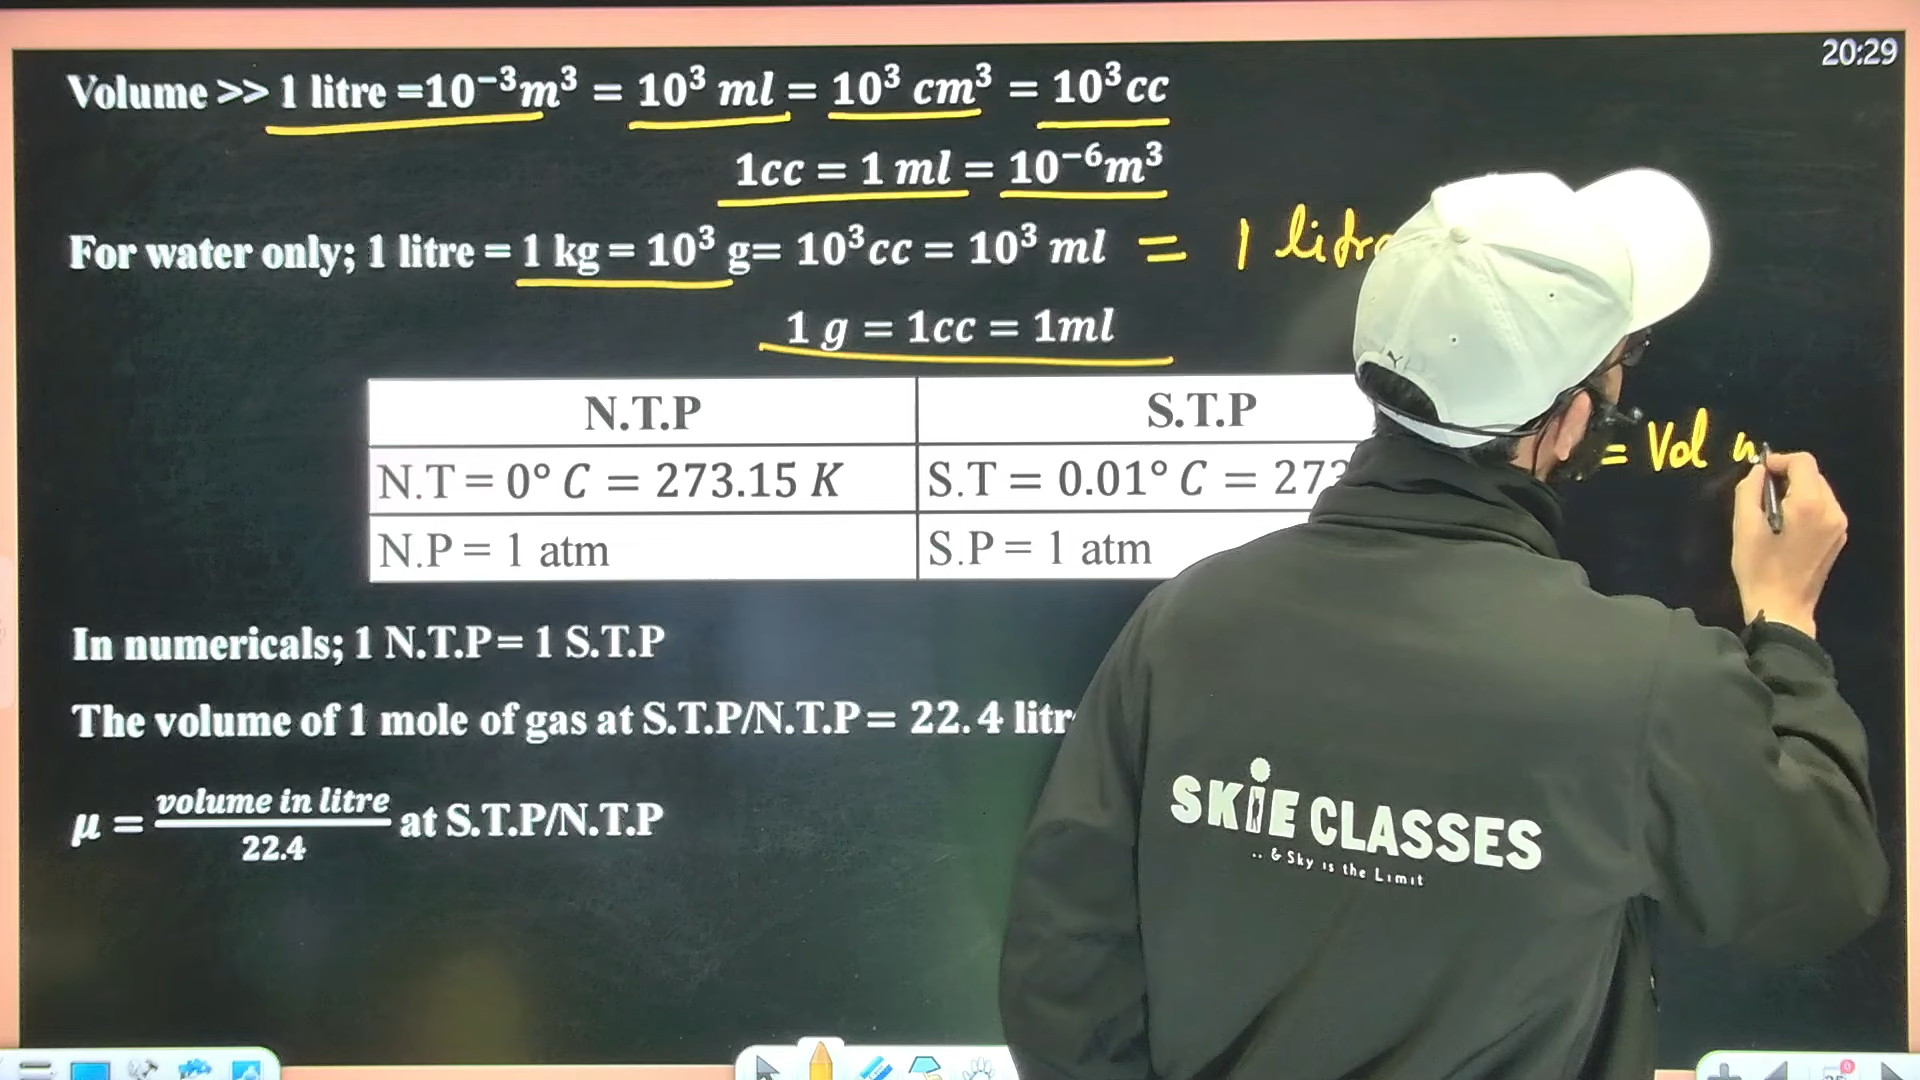 20:29
Volume >> 1 litre =10⁻³m³ = 10³ ml = 10³ cm³ = 10³cc
1cc = 1 ml = 10⁻⁶m³
For water only; 1 litre = 1 kg = 10³ g= 10³cc = 10³ ml = 1 litre
1 g = 1cc = 1ml
N.T.P S.T.P
= Vol
N.T = 0° C = 273.15 K S.T = 0.01° C = 273
N.P = 1 atm S.P = 1 atm
In numericals; 1 N.T.P= 1 S.T.P
The volume of 1 mole of gas at S.T.P/N.T.P= 22.4 litr
μ = volume in litre / 22.4 at S.T.P/N.T.P
SKIE CLASSES
.. & Sky is the Limit